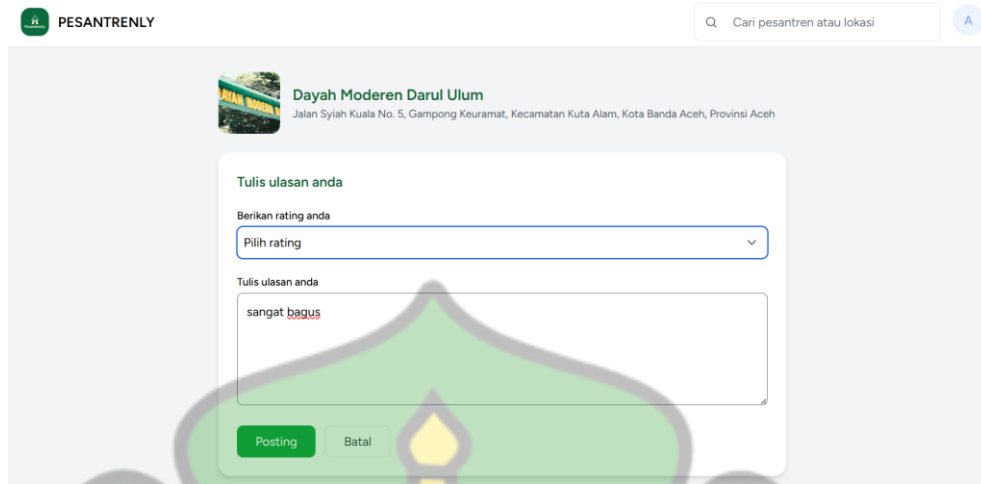 PESANTRENLY
Cari pesantren atau lokasi
A
Dayah Moderen Darul Ulum
Jalan Syiah Kuala No. 5, Gampong Keuramat, Kecamatan Kuta Alam, Kota Banda Aceh, Provinsi Aceh
Tulis ulasan anda
Berikan rating anda
Pilih rating
Tulis ulasan anda
sangat bagus
Posting
Batal